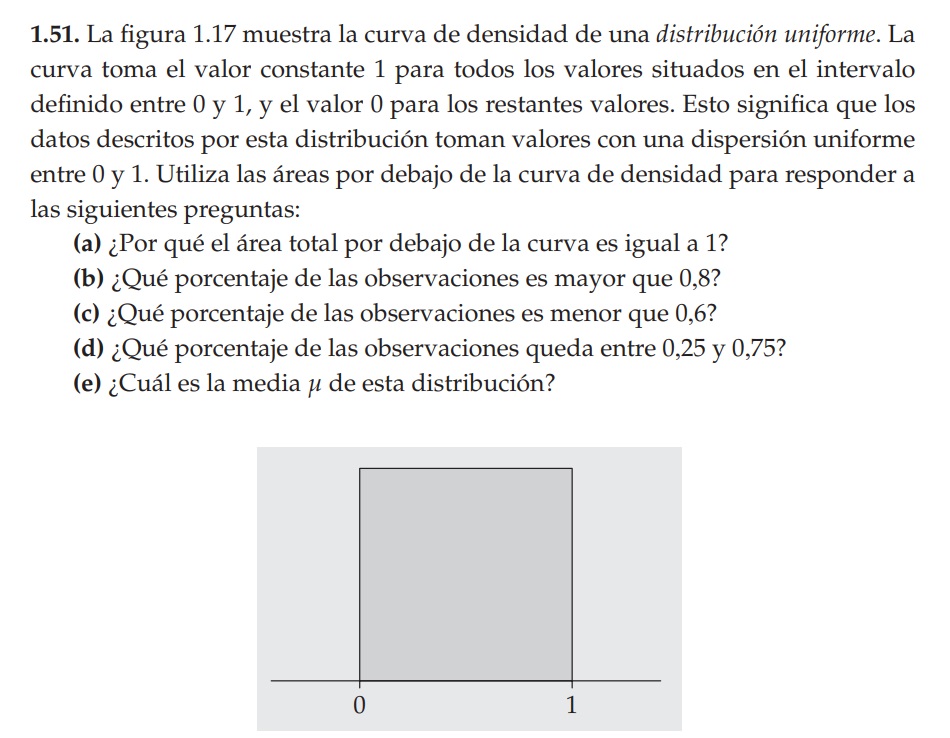 1.51. La figura 1.17 muestra la curva de densidad de una distribución uniforme. La
curva toma el valor constante 1 para todos los valores situados en el intervalo
definido entre 0 y 1, y el valor 0 para los restantes valores. Esto significa que los
datos descritos por esta distribución toman valores con una dispersión uniforme
entre 0 y 1. Utiliza las áreas por debajo de la curva de densidad para responder a
las siguientes preguntas:
(a) ¿Por qué el área total por debajo de la curva es igual a 1?
(b) ¿Qué porcentaje de las observaciones es mayor que 0,8?
(c) ¿Qué porcentaje de las observaciones es menor que 0,6?
(d) ¿Qué porcentaje de las observaciones queda entre 0,25 y 0,75?
(e) ¿Cuál es la media μ de esta distribución?
0 1